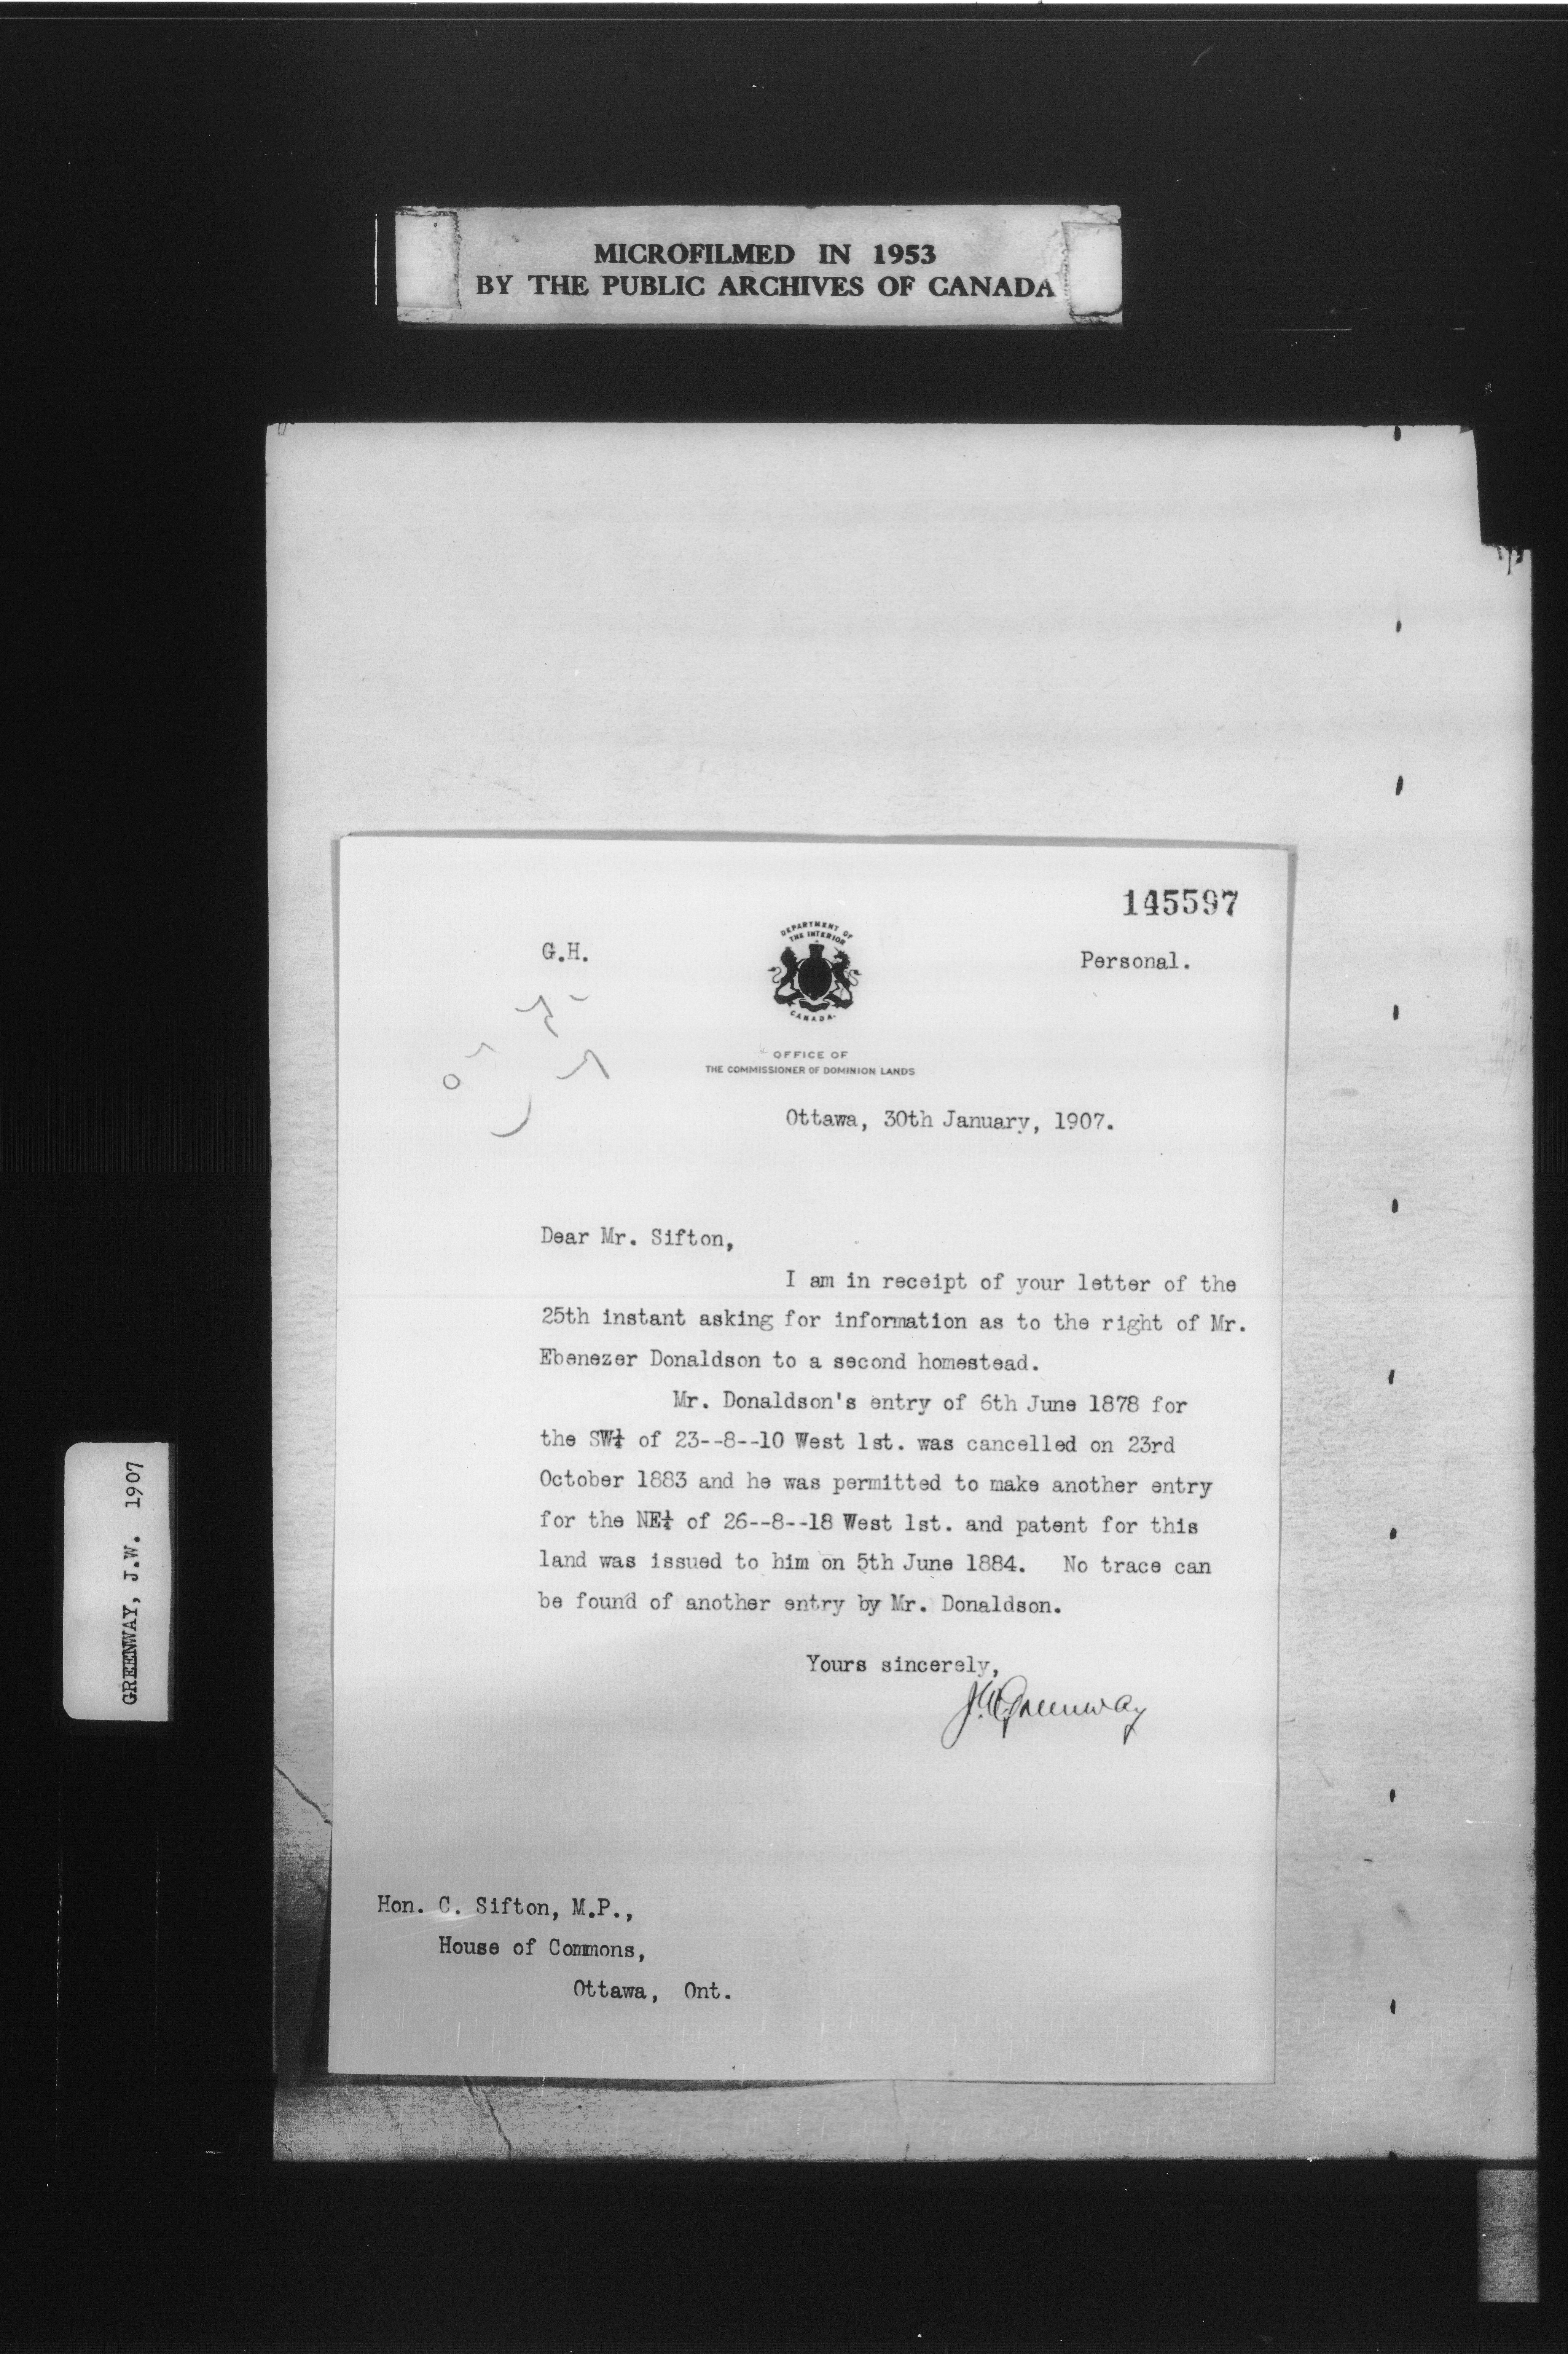 MICROFILMED IN 1953
BY THE PUBLIC ARCHIVES OF CANADA
145597
G.H.
DEPARTMENT OF
THE INTERIOR
CANADA.
Personal.
OFFICE OF
THE COMMISSIONER OF DOMINION LANDS
Ottawa, 30th January, 1907.
Dear Mr. Sifton,
I am in receipt of your letter of the
25th instant asking for information as to the right of Mr.
Ebenezer Donaldson to a second homestead.
Mr. Donaldson's entry of 6th June 1878 for
the SW¼ of 23--8--10 West 1st. was cancelled on 23rd
October 1883 and he was permitted to make another entry
for the NE¼ of 26--8--18 West 1st. and patent for this
land was issued to him on 5th June 1884. No trace can
be found of another entry by Mr. Donaldson.
Yours sincerely,
J.W.Greenway
Hon. C. Sifton, M.P.,
House of Commons,
Ottawa, Ont.
GREENWAY, J.W. 1907